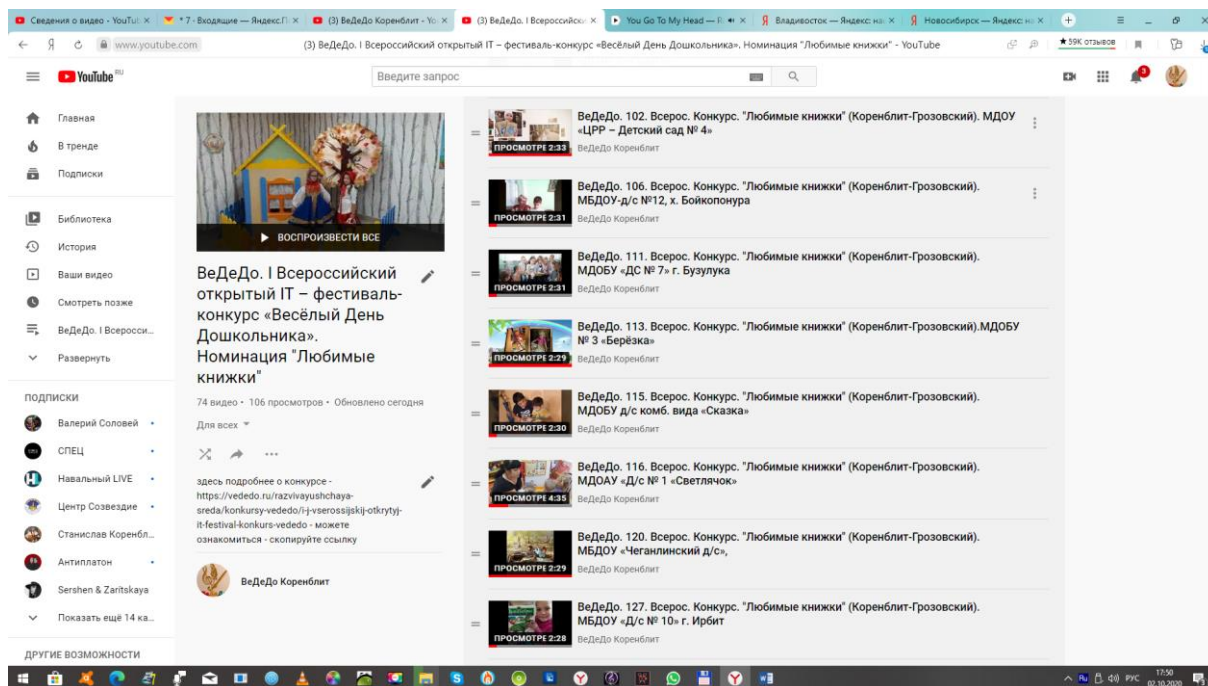 Сведения о видео - YouTub
* 7 · Входящие — Яндекс.П
(3) ВеДеДо Коренблит - Yo
(3) ВеДеДо. I Всероссийски
You Go To My Head —
Владивосток — Яндекс: на
Новосибирск — Яндекс: н
www.youtube.com
(3) ВеДеДо. I Всероссийский открытый IT – фестиваль-конкурс «Весёлый День Дошкольника». Номинация "Любимые книжки" - YouTube
★ 59K отзывов
YouTube RU
Введите запрос
3
Главная
В тренде
Подписки
Библиотека
История
Ваши видео
Смотреть позже
ВеДеДо. I Всеросси...
Развернуть
ПОДПИСКИ
Валерий Соловей
СПЕЦ
Навальный LIVE
Центр Созвездие
Станислав Коренбл...
Антиплатон
Sershen & Zaritskaya
Показать ещё 14 ка...
ДРУГИЕ ВОЗМОЖНОСТИ
ВОСПРОИЗВЕСТИ ВСЕ
ВеДеДо. I Всероссийский
открытый IT – фестиваль-
конкурс «Весёлый День
Дошкольника».
Номинация "Любимые
книжки"
74 видео • 106 просмотров • Обновлено сегодня
Для всех
здесь подробнее о конкурсе -
https://vededo.ru/razvivayushchaya-
sreda/konkursy-vededo/i-j-vserossijskij-otkrytyj-
it-festival-konkurs-vededo - можете
ознакомиться - скопируйте ссылку
ВеДеДо Коренблит
ПРОСМОТРЕ 2:33
ВеДеДо. 102. Всерос. Конкурс. "Любимые книжки" (Коренблит-Грозовский). МДОУ
«ЦРР – Детский сад № 4»
ВеДеДо Коренблит
ПРОСМОТРЕ 2:31
ВеДеДо. 106. Всерос. Конкурс. "Любимые книжки" (Коренблит-Грозовский).
МБДОУ-д/с №12, х. Бойкопонура
ВеДеДо Коренблит
ПРОСМОТРЕ 2:31
ВеДеДо. 111. Всерос. Конкурс. "Любимые книжки" (Коренблит-Грозовский).
МДОБУ «ДС № 7» г. Бузулука
ВеДеДо Коренблит
ПРОСМОТРЕ 2:29
ВеДеДо. 113. Всерос. Конкурс. "Любимые книжки" (Коренблит-Грозовский).МДОБУ
№ 3 «Берёзка»
ВеДеДо Коренблит
ПРОСМОТРЕ 2:30
ВеДеДо. 115. Всерос. Конкурс. "Любимые книжки" (Коренблит-Грозовский).
МДОБУ д/с комб. вида «Сказка»
ВеДеДо Коренблит
ПРОСМОТРЕ 4:35
ВеДеДо. 116. Всерос. Конкурс. "Любимые книжки" (Коренблит-Грозовский).
МДОАУ «Д/с № 1 «Светлячок»
ВеДеДо Коренблит
ПРОСМОТРЕ 2:29
ВеДеДо. 120. Всерос. Конкурс. "Любимые книжки" (Коренблит-Грозовский).
МБДОУ «Чеганлинский д/с»,
ВеДеДо Коренблит
ПРОСМОТРЕ 2:28
ВеДеДо. 127. Всерос. Конкурс. "Любимые книжки" (Коренблит-Грозовский).
МБДОУ «Д/с № 10» г. Ирбит
ВеДеДо Коренблит
Ru
РУС
17:50
02.10.2020